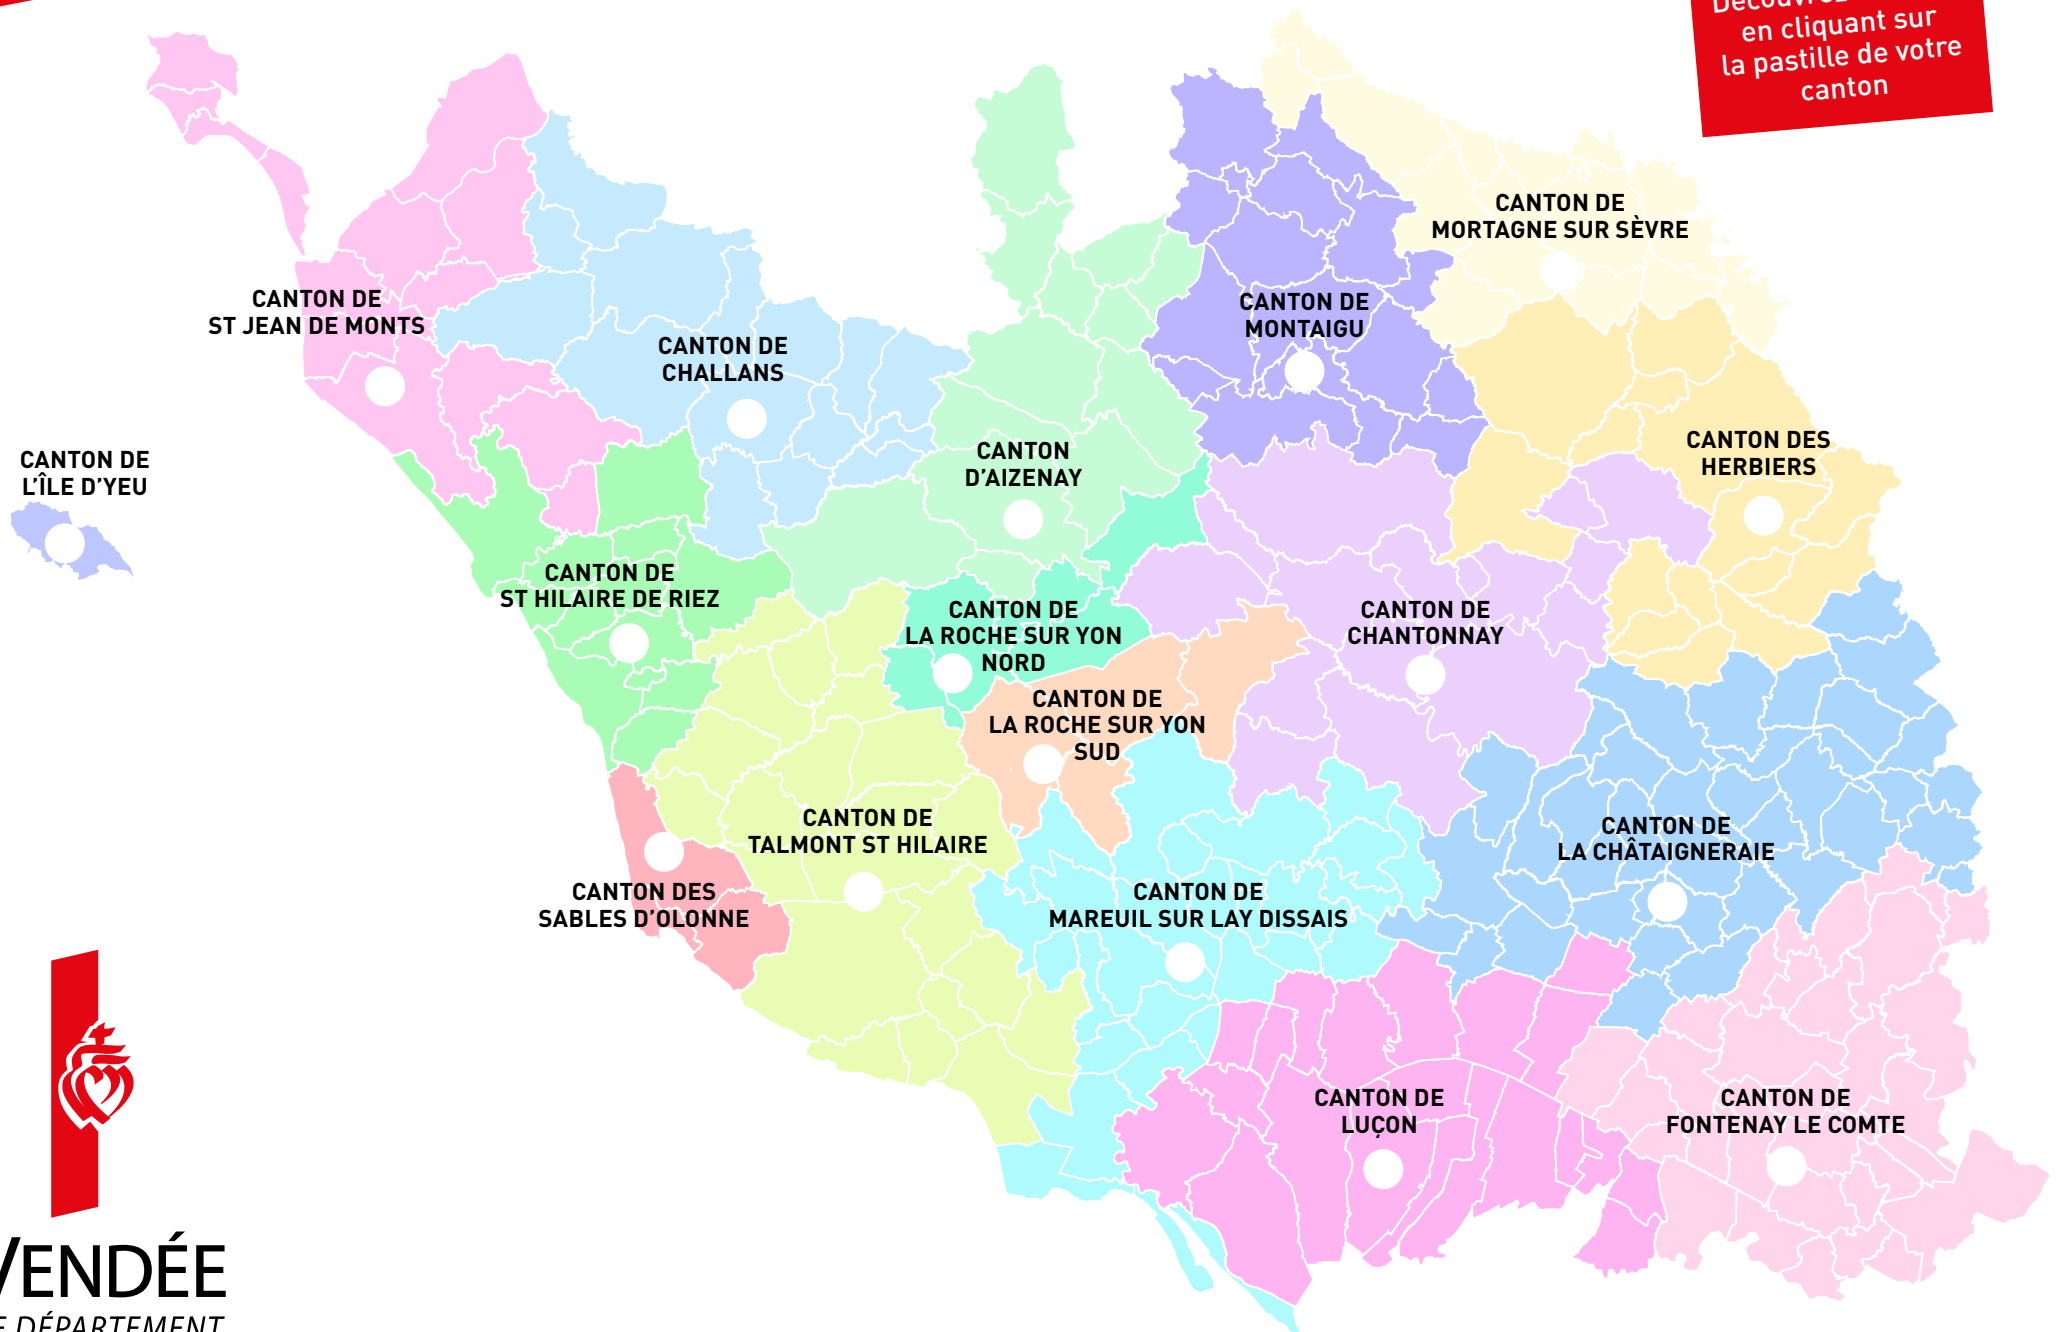 en cliquant sur
la pastille de votre
canton
CANTON DE
MORTAGNE SUR SÈVRE
CANTON DE
ST JEAN DE MONTS
CANTON DE
MONTAIGU
CANTON DE
CHALLANS
CANTON DE
L'ÎLE D'YEU
CANTON
D'AIZENAY
CANTON DES
HERBIERS
CANTON DE
ST HILAIRE DE RIEZ
CANTON DE
LA ROCHE SUR YON
NORD
CANTON DE
CHANTONNAY
CANTON DE
LA ROCHE SUR YON
SUD
CANTON DE
TALMONT ST HILAIRE
CANTON DE
LA CHÂTAIGNERAIE
CANTON DES
SABLES D'OLONNE
CANTON DE
MAREUIL SUR LAY DISSAIS
CANTON DE
LUÇON
CANTON DE
FONTENAY LE COMTE
VENDÉE
DÉPARTEMENT